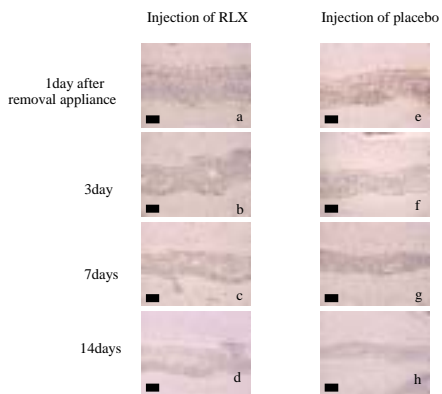 Injection of RLX
Injection of placebo
1day after
removal appliance
a
e
3day
b
f
7days
c
g
14days
d
h